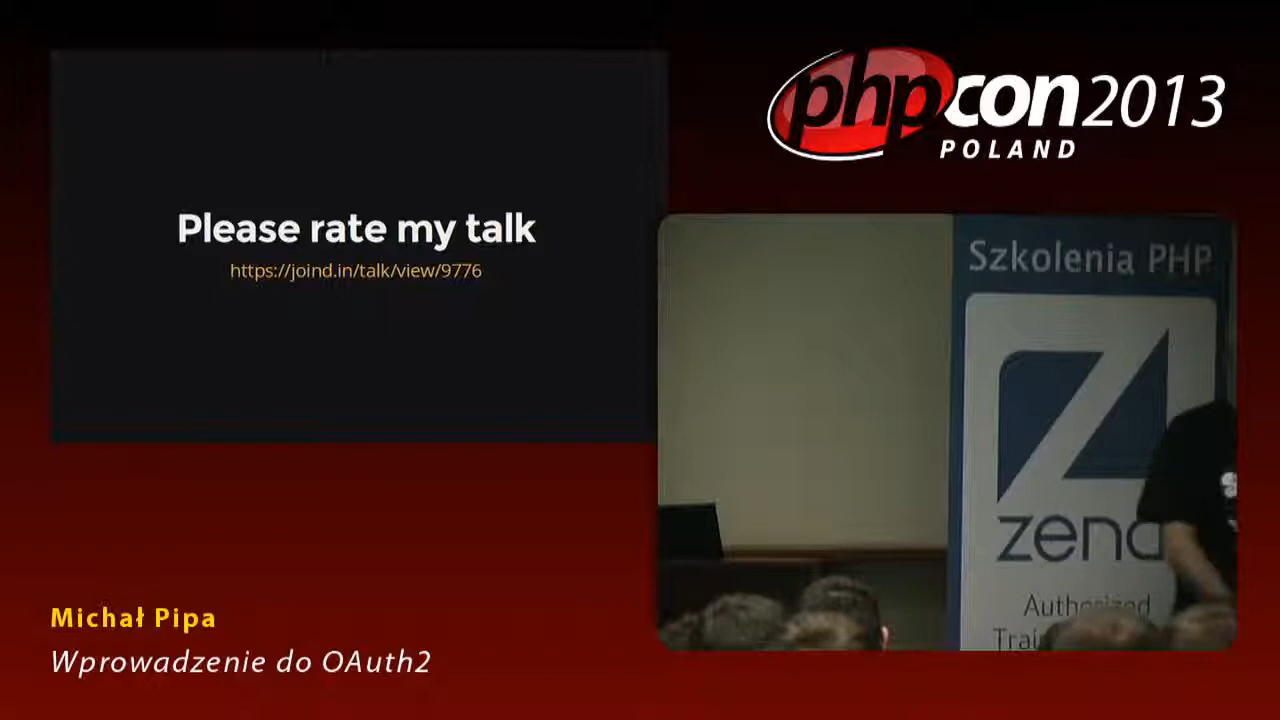 Please rate my talk
https://joind.in/talk/view/9776
phpcon2013
POLAND
Szkolenia PHP
zend
Authorized
Michał Pipa
Wprowadzenie do OAuth2